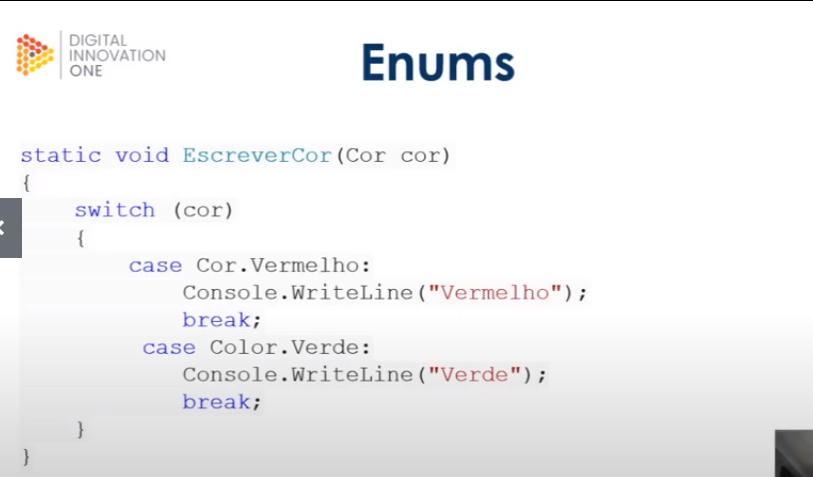 DIGITAL
INNOVATION
ONE
Enums
static void EscreverCor(Cor cor)
{
    switch (cor)
    {
        case Cor.Vermelho:
            Console.WriteLine("Vermelho");
            break;
         case Color.Verde:
            Console.WriteLine("Verde");
            break;
    }
}